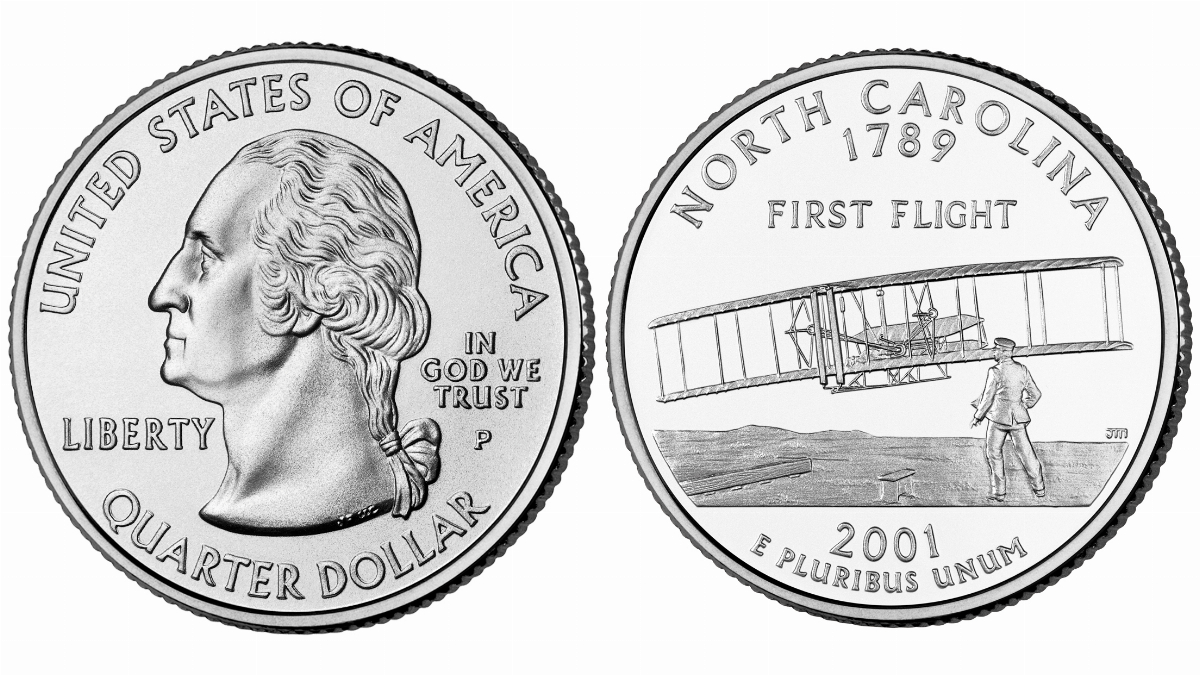 UNITED STATES OF AMERICA
LIBERTY
IN
GOD WE
TRUST
P
QUARTER DOLLAR
NORTH CAROLINA
1789
FIRST FLIGHT
JM
2001
E PLURIBUS UNUM